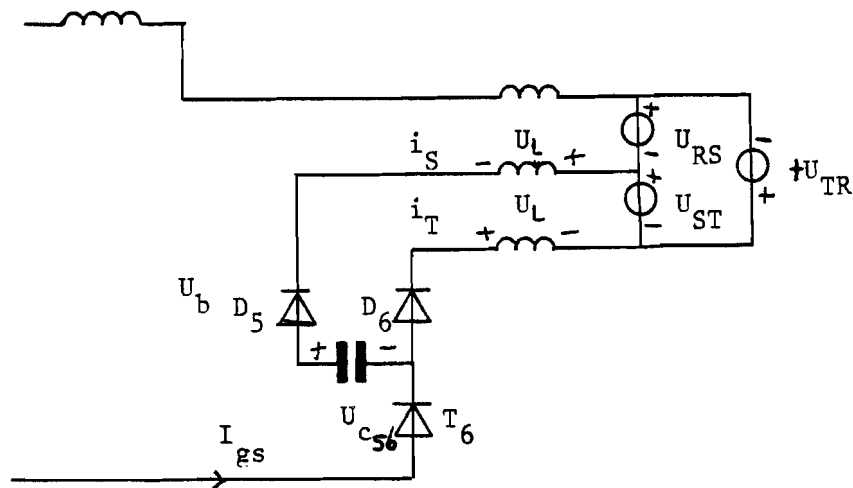 +
U_RS
-
-
i_S
- U_L +
+
+U_TR
+
i_T
U_L
U_ST
+ -
-
U_b D_5
D_6
+ -
U_c56 T_6
I_gs